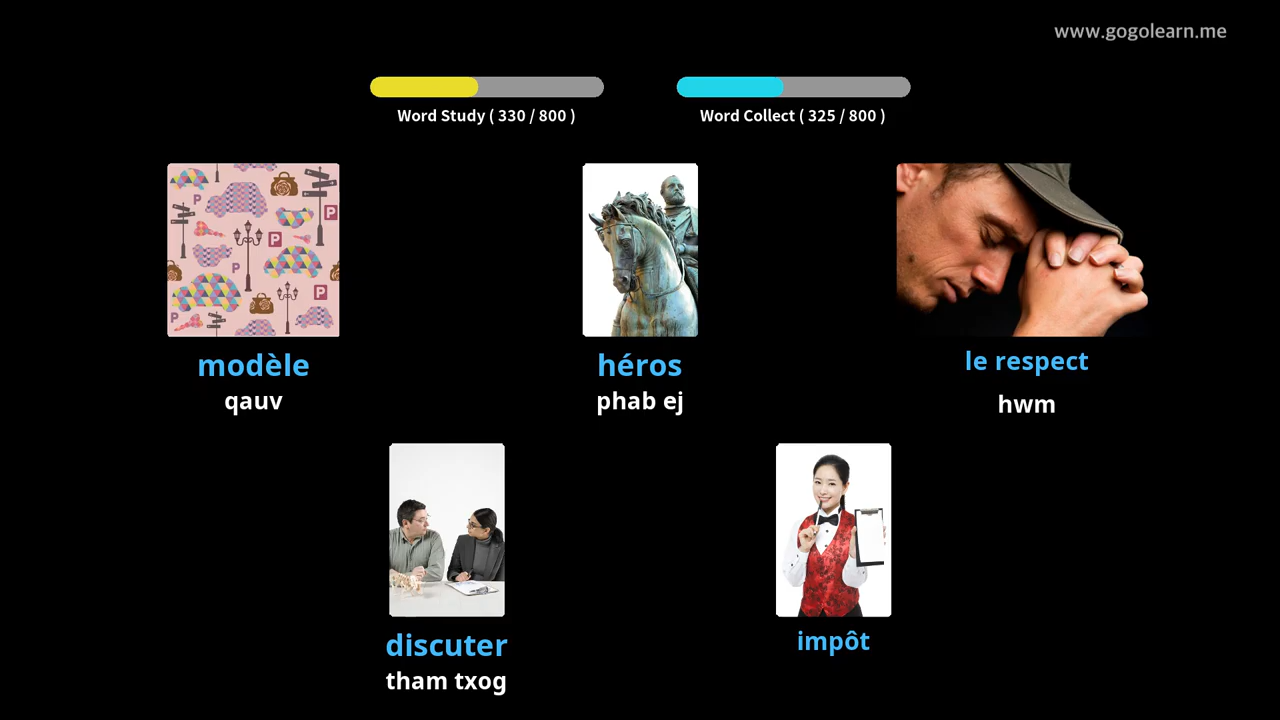 www.gogolearn.me
Word Study ( 330 / 800 )
Word Collect ( 325 / 800 )
P
P
P
P
P
P
modèle
qauv
héros
phab ej
le respect
hwm
discuter
tham txog
impôt